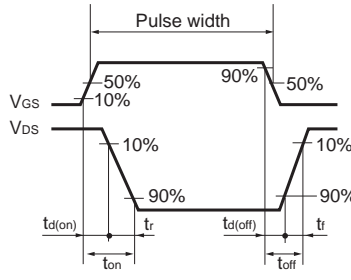 Pulse width
90%
50%
50%
VGS
10%
VDS
10%
10%
90%
90%
td(on)
tr
td(off)
tf
ton
toff